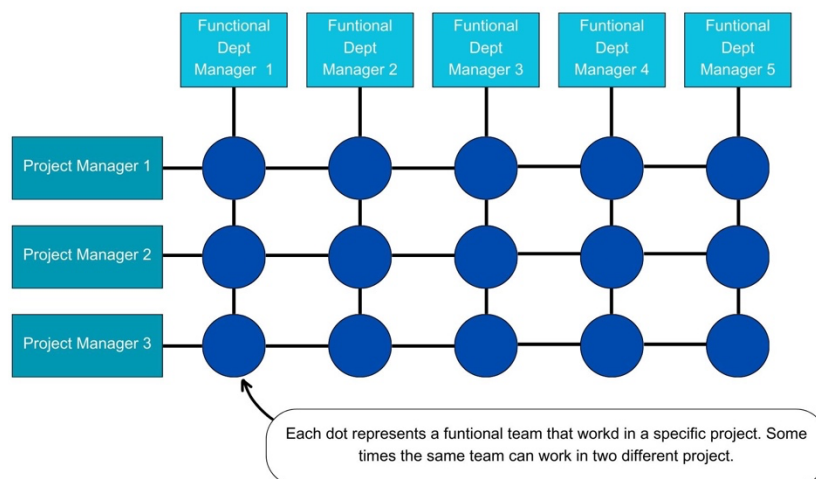 Functional
Dept
Manager 1
Funtional
Dept
Manager 2
Funtional
Dept
Manager 3
Funtional
Dept
Manager 4
Funtional
Dept
Manager 5
Project Manager 1
Project Manager 2
Project Manager 3
Each dot represents a funtional team that workd in a specific project. Some
times the same team can work in two different project.